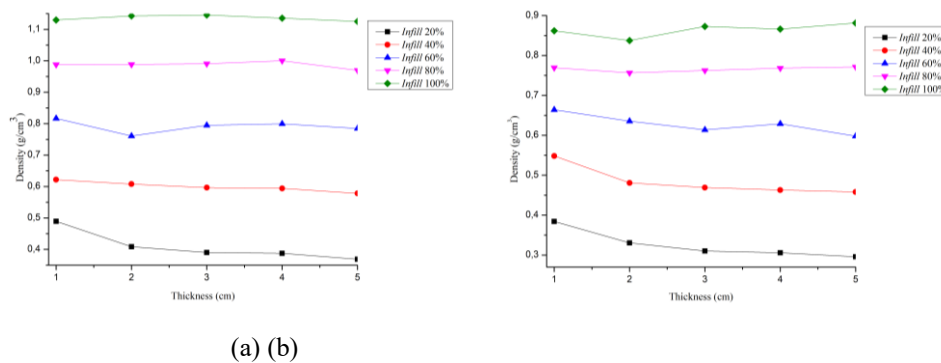 1,1
1,0
0,9
0,8
0,7
0,6
0,5
0,4
Density (g/cm³)
1 2 3 4 5
Thickness (cm)
Infill 20%
Infill 40%
Infill 60%
Infill 80%
Infill 100%
0,9
0,8
0,7
0,6
0,5
0,4
0,3
Density (g/cm³)
1 2 3 4 5
Thickness (cm)
Infill 20%
Infill 40%
Infill 60%
Infill 80%
Infill 100%
(a) (b)